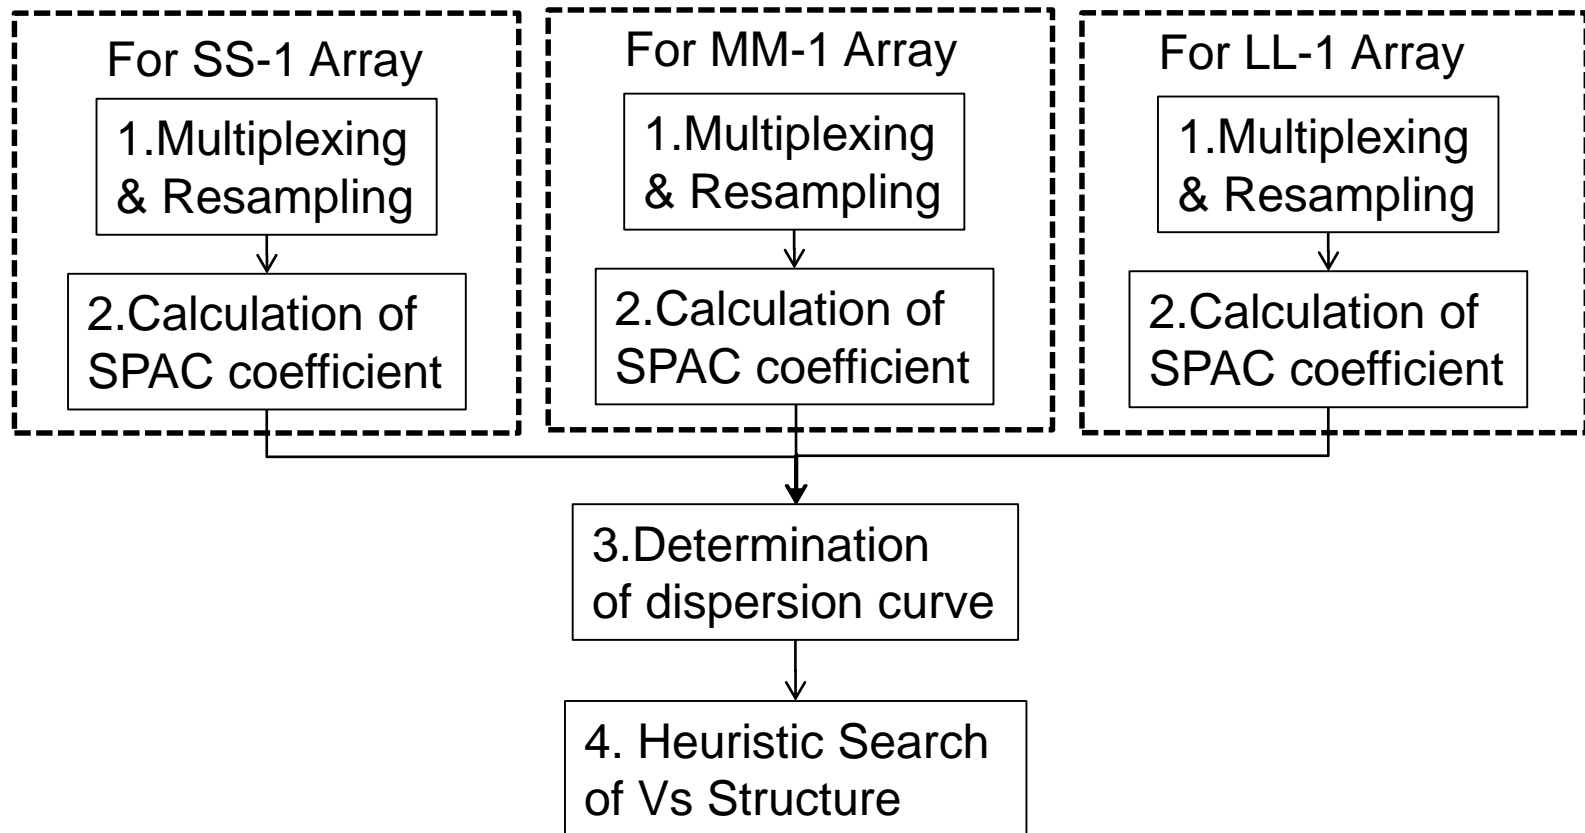 For SS-1 Array
1.Multiplexing
& Resampling
2.Calculation of
SPAC coefficient
For MM-1 Array
1.Multiplexing
& Resampling
2.Calculation of
SPAC coefficient
For LL-1 Array
1.Multiplexing
& Resampling
2.Calculation of
SPAC coefficient
3.Determination
of dispersion curve
4. Heuristic Search
of Vs Structure